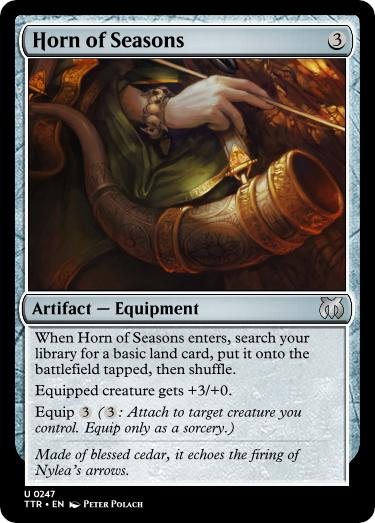 Horn of Seasons 3
Artifact — Equipment
When Horn of Seasons enters, search your
library for a basic land card, put it onto the
battlefield tapped, then shuffle.
Equipped creature gets +3/+0.
Equip 3 (3: Attach to target creature you
control. Equip only as a sorcery.)
Made of blessed cedar, it echoes the firing of
Nylea's arrows.
U 0247
TTR • EN Peter Polach